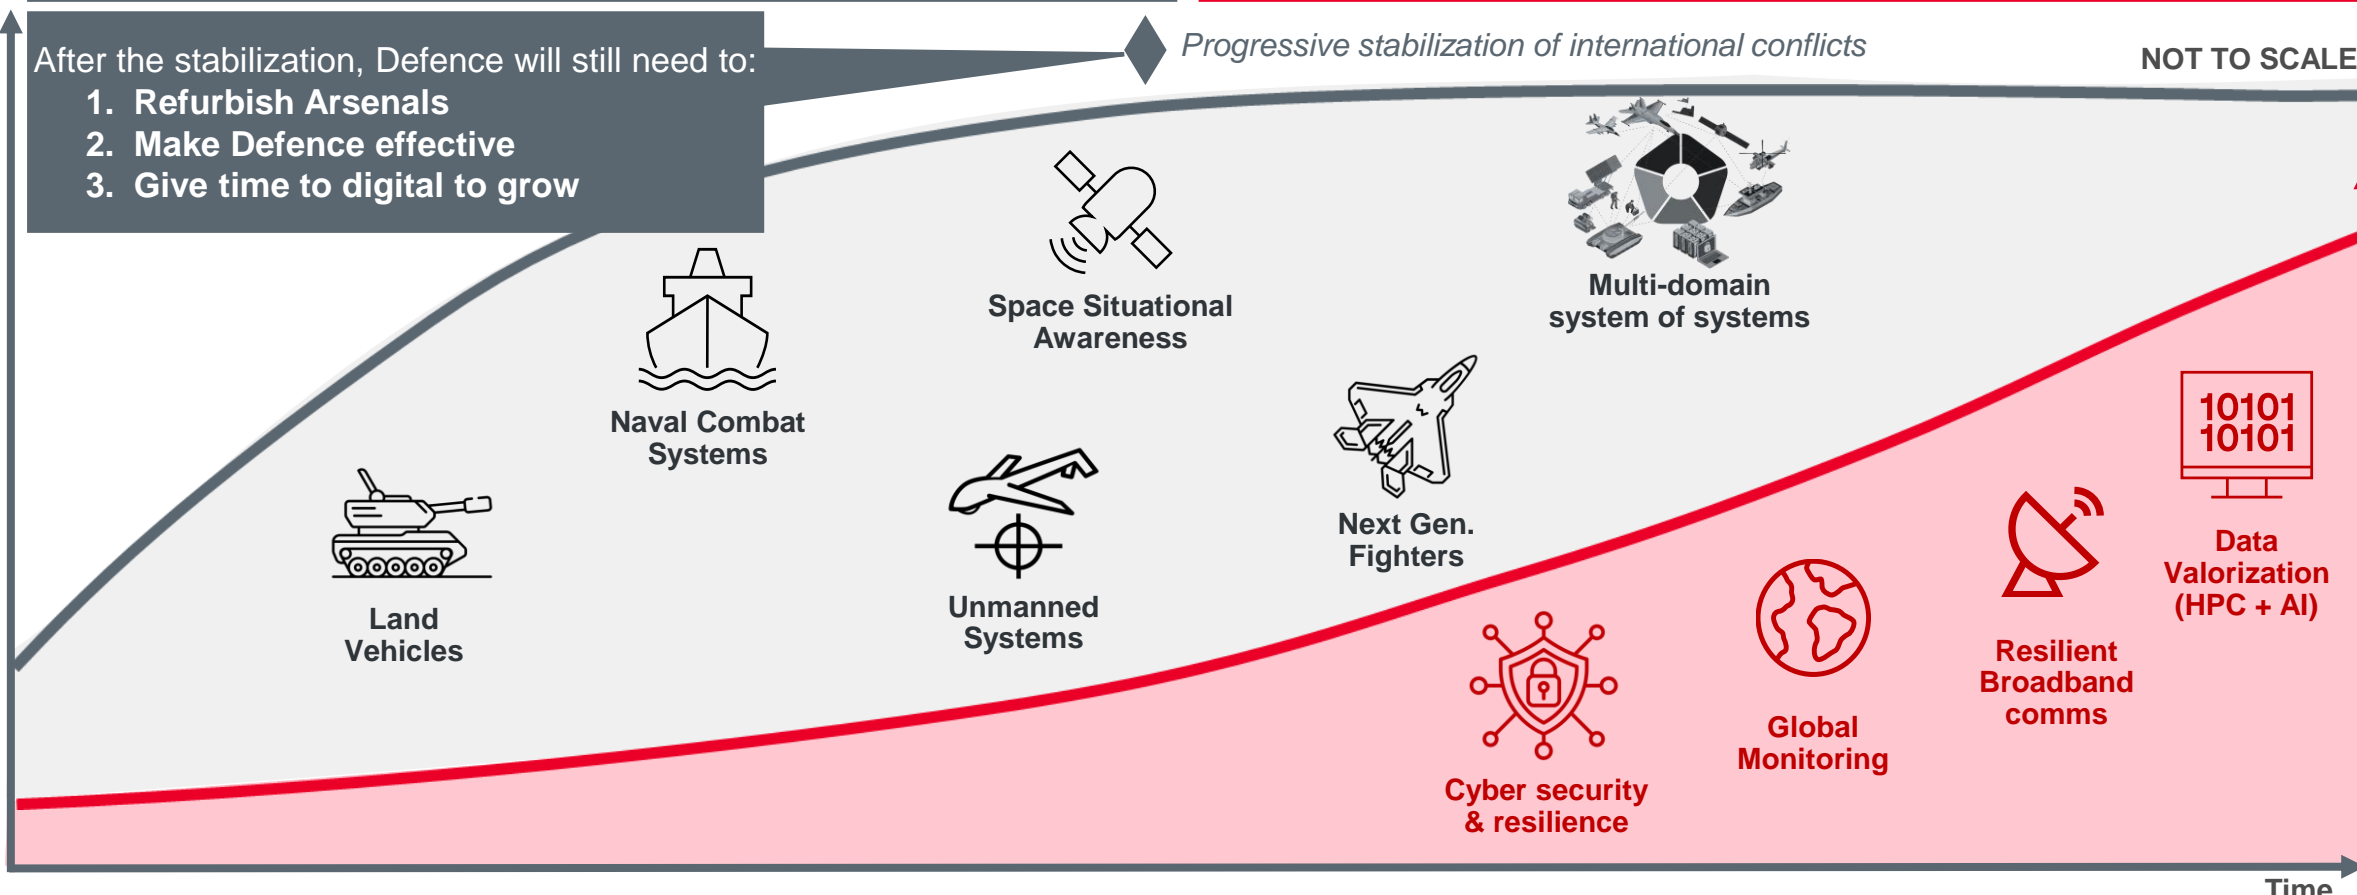 After the stabilization, Defence will still need to:
1. Refurbish Arsenals
2. Make Defence effective
3. Give time to digital to grow
Progressive stabilization of international conflicts
NOT TO SCALE
Space Situational
Awareness
Multi-domain
system of systems
Naval Combat
Systems
Next Gen.
Fighters
Land
Vehicles
Unmanned
Systems
10101
10101
Data
Valorization
(HPC + AI)
Resilient
Broadband
comms
Global
Monitoring
Cyber security
& resilience
Time